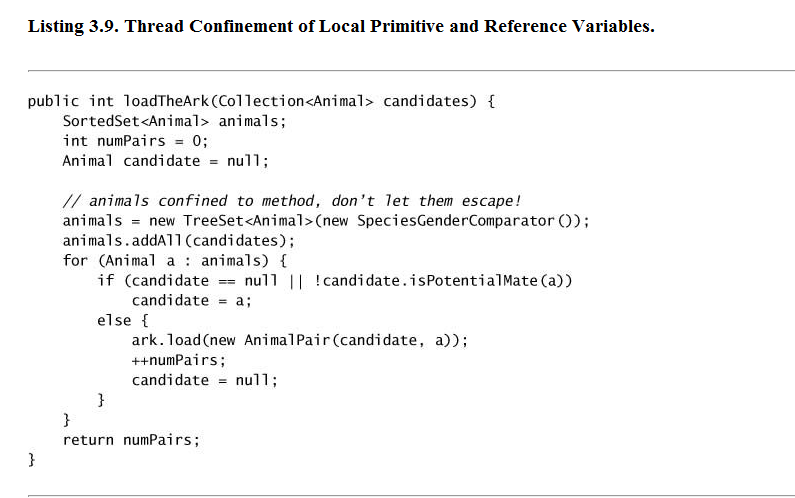 Listing 3.9. Thread Confinement of Local Primitive and Reference Variables.
public int loadTheArk(Collection<Animal> candidates) {
    SortedSet<Animal> animals;
    int numPairs = 0;
    Animal candidate = null;

    // animals confined to method, don't let them escape!
    animals = new TreeSet<Animal>(new SpeciesGenderComparator());
    animals.addAll(candidates);
    for (Animal a : animals) {
        if (candidate == null || !candidate.isPotentialMate(a))
            candidate = a;
        else {
            ark.load(new AnimalPair(candidate, a));
            ++numPairs;
            candidate = null;
        }
    }
    return numPairs;
}